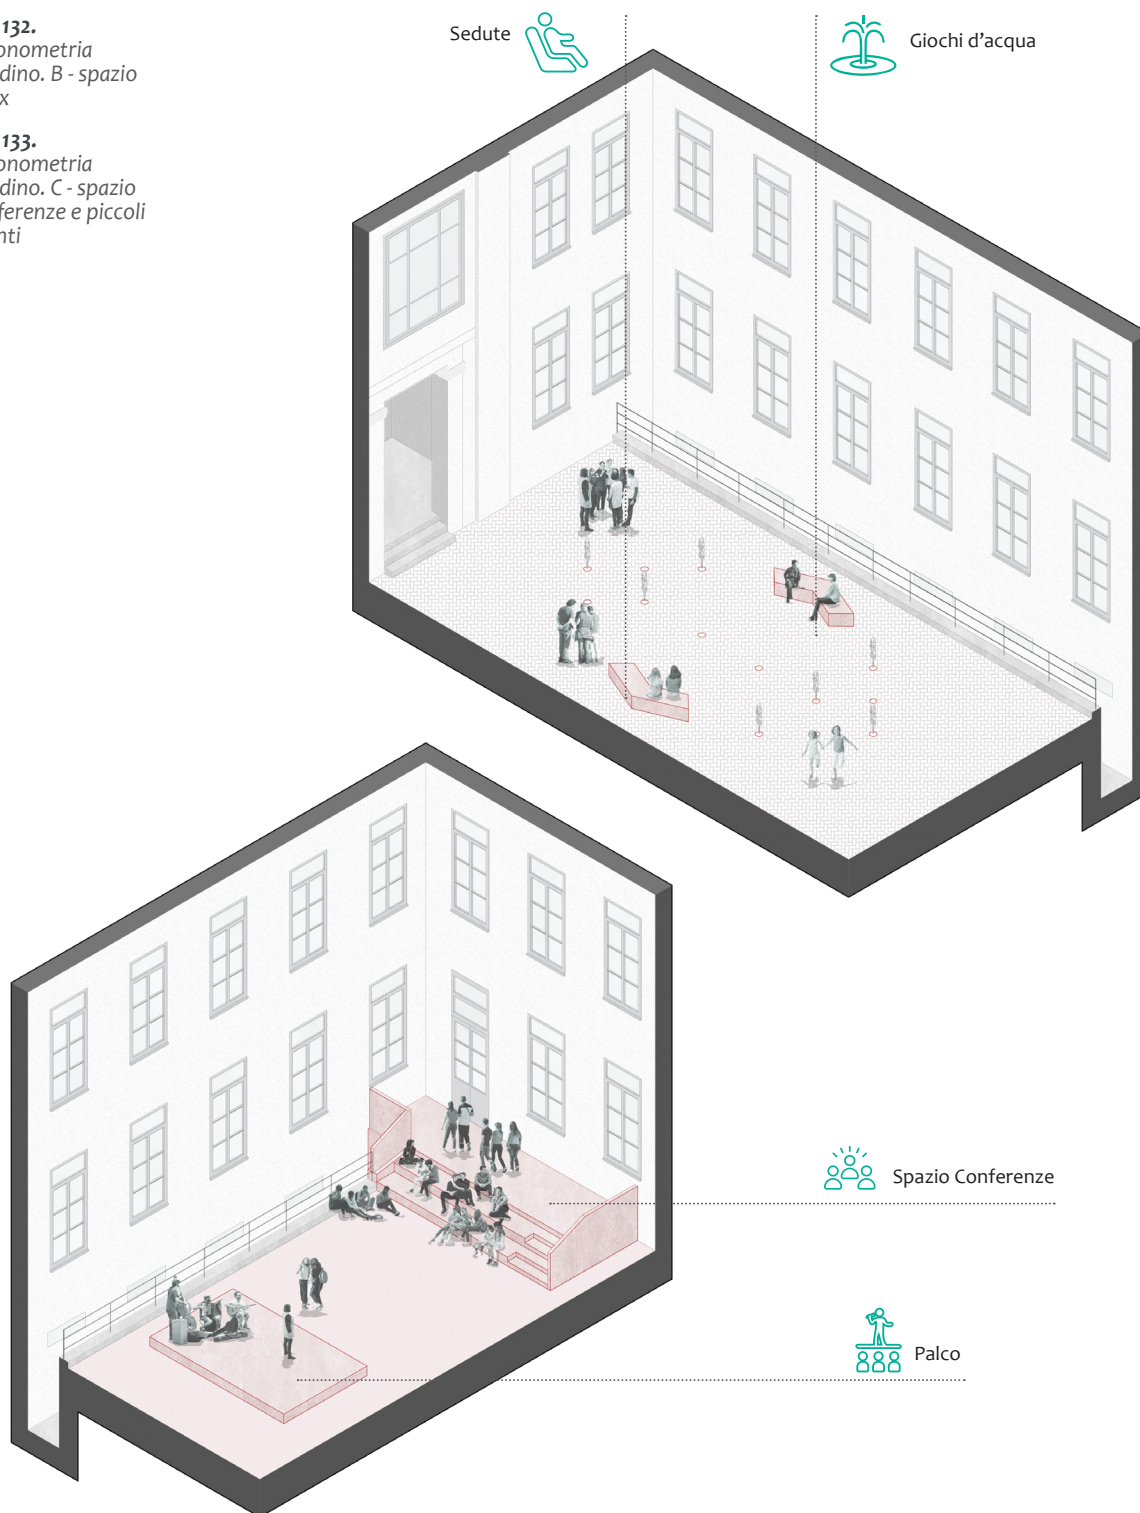 132.
onometria
dino. B - spazio
x
133.
onometria
dino. C - spazio
ferenze e piccoli
nti
Sedute
Giochi d'acqua
Spazio Conferenze
Palco